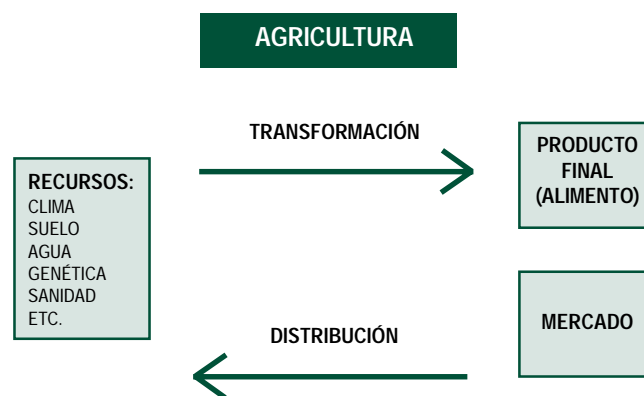 AGRICULTURA
TRANSFORMACIÓN
RECURSOS:
CLIMA
SUELO
AGUA
GENÉTICA
SANIDAD
ETC.
PRODUCTO
FINAL
(ALIMENTO)
MERCADO
DISTRIBUCIÓN